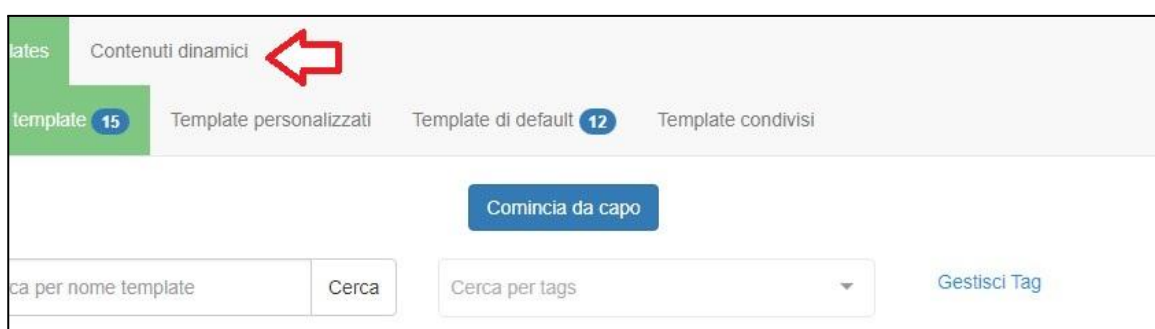 lates Contenuti dinamici
template 15 Template personalizzati Template di default 12 Template condivisi
Comincia da capo
ca per nome template Cerca Cerca per tags Gestisci Tag